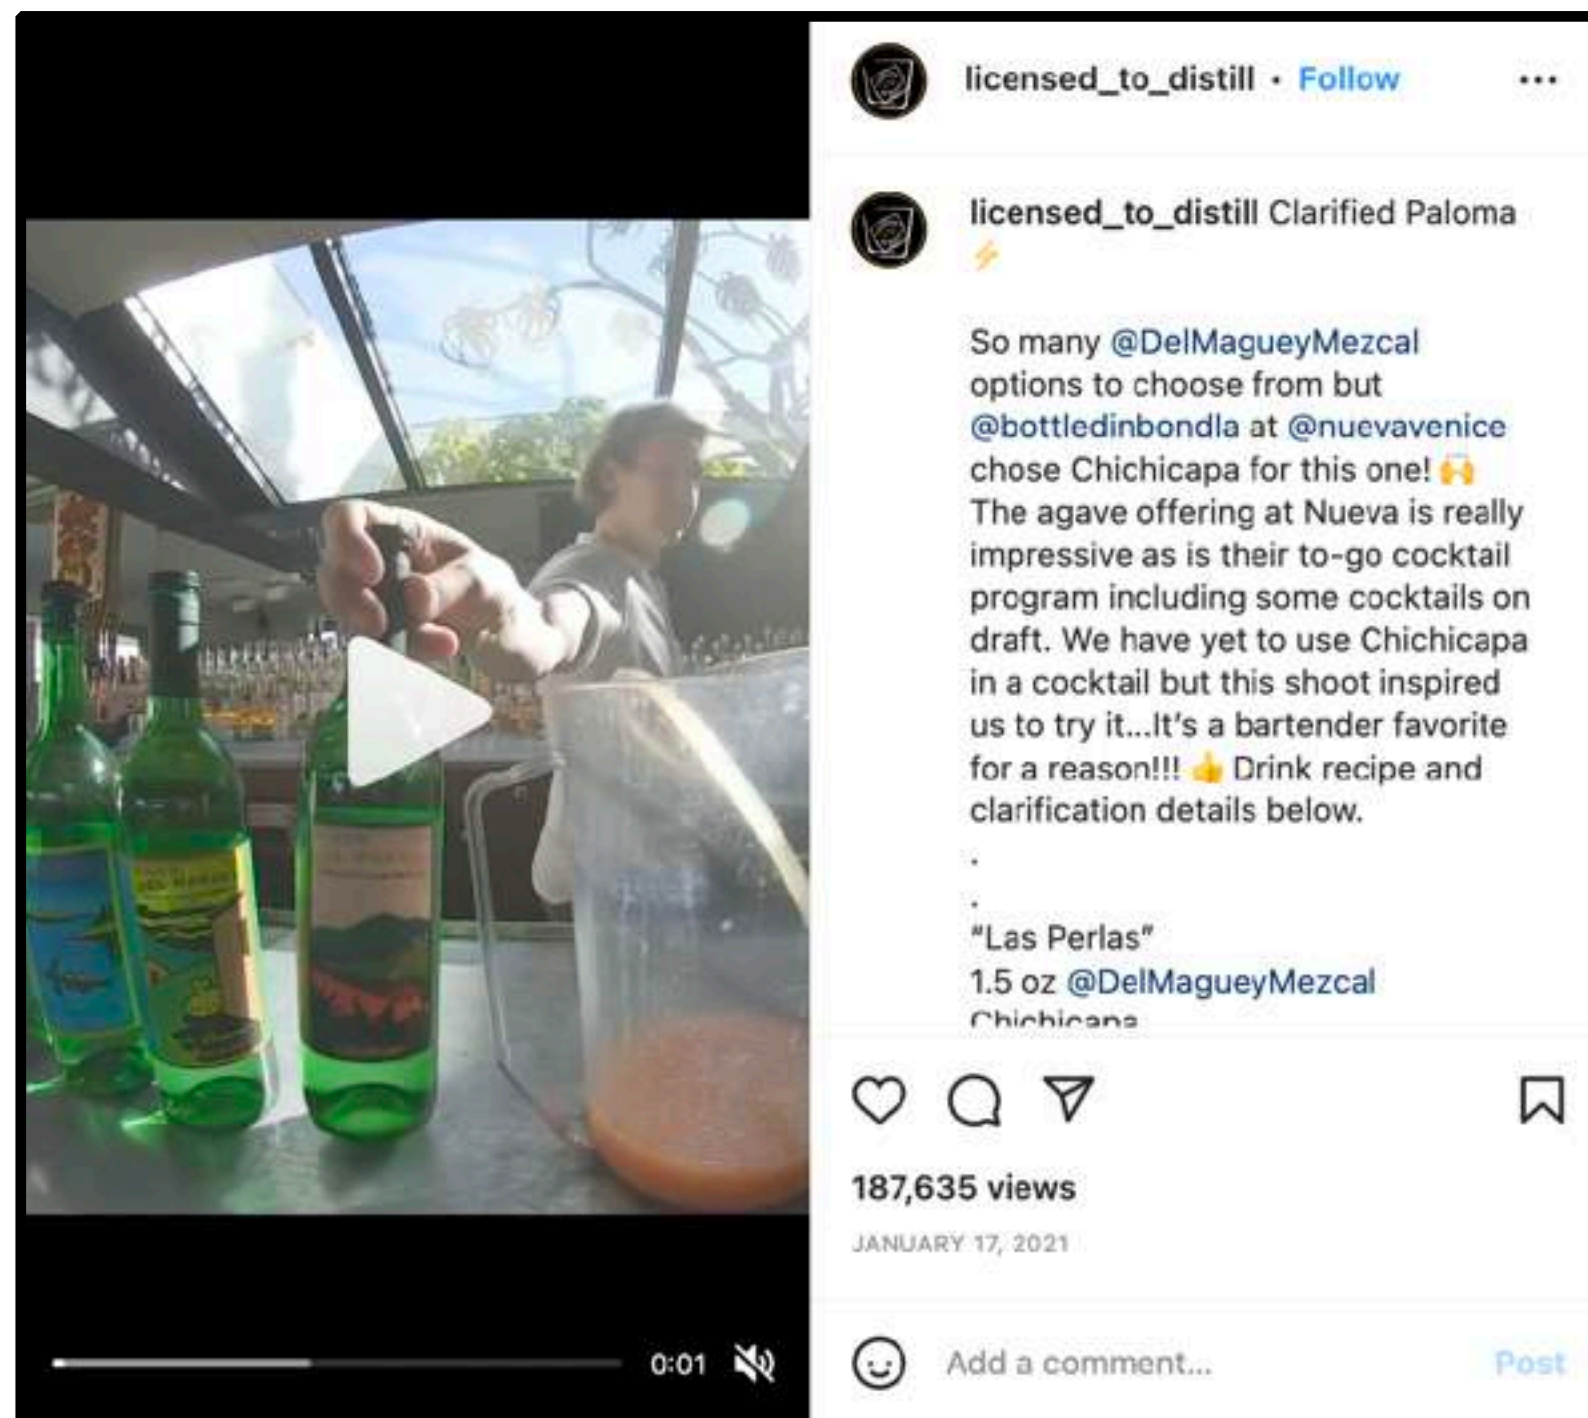 licensed_to_distill • Follow
licensed_to_distill Clarified Paloma
⚡
So many @DelMagueyMezcal
options to choose from but
@bottledinbondla at @nuevavenice
chose Chichicapa for this one! 🙌
The agave offering at Nueva is really
impressive as is their to-go cocktail
program including some cocktails on
draft. We have yet to use Chichicapa
in a cocktail but this shoot inspired
us to try it...It's a bartender favorite
for a reason!!! 👍 Drink recipe and
clarification details below.
.
.
"Las Perlas"
1.5 oz @DelMagueyMezcal
Chichicapa
187,635 views
JANUARY 17, 2021
Add a comment... Post
DEL MAGUEY
0:01